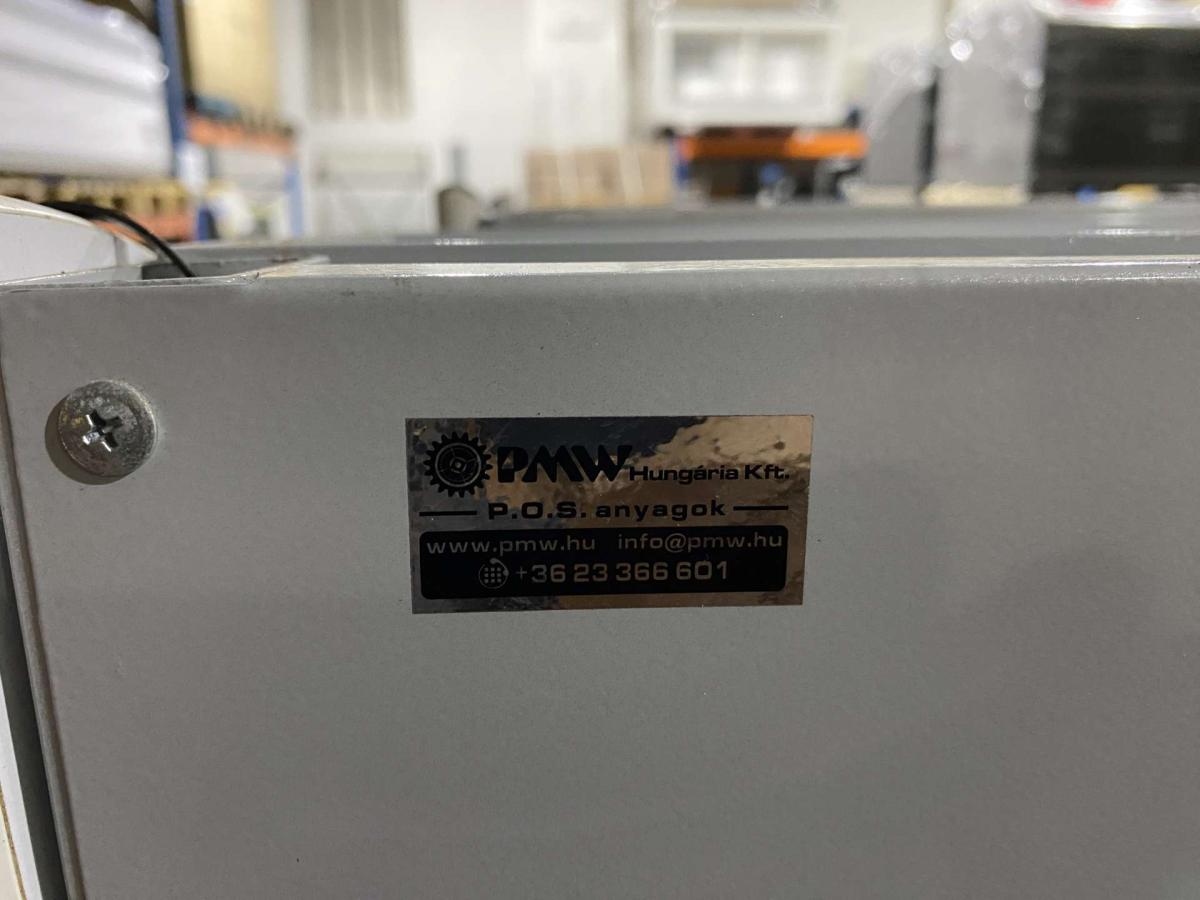 PMW Hungária Kft.
P.O.S. anyagok
www.pmw.hu info@pmw.hu
+36 23 366 601